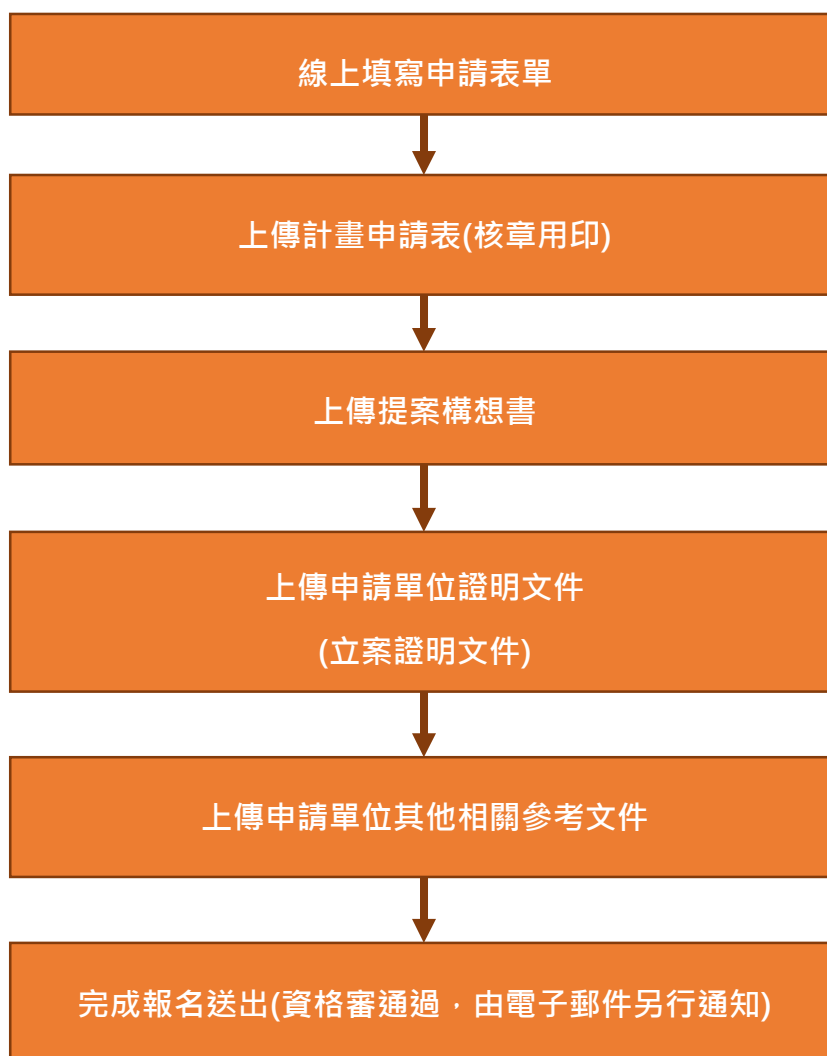 線上填寫申請表單
上傳計畫申請表(核章用印)
上傳提案構想書
上傳申請單位證明文件
(立案證明文件)
上傳申請單位其他相關參考文件
完成報名送出(資格審通過，由電子郵件另行通知)